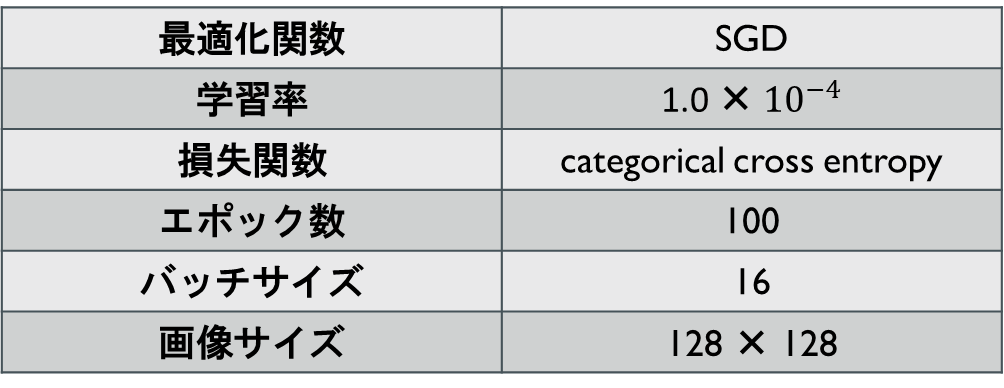 最適化関数 SGD
学習率 1.0 × 10⁻⁴
損失関数 categorical cross entropy
エポック数 100
バッチサイズ 16
画像サイズ 128 × 128